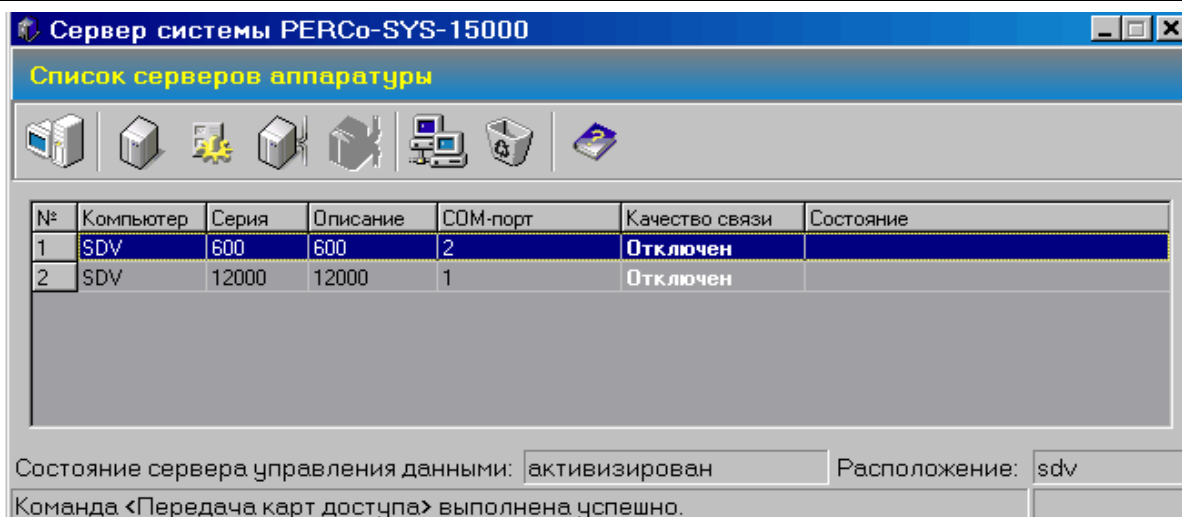 Сервер системы PERCo-SYS-15000
Список серверов аппаратуры
№ Компьютер Серия Описание COM-порт Качество связи Состояние
1 SDV 600 600 2 Отключен
2 SDV 12000 12000 1 Отключен
Состояние сервера управления данными: активизирован Расположение: sdv
Команда <Передача карт доступа> выполнена успешно.